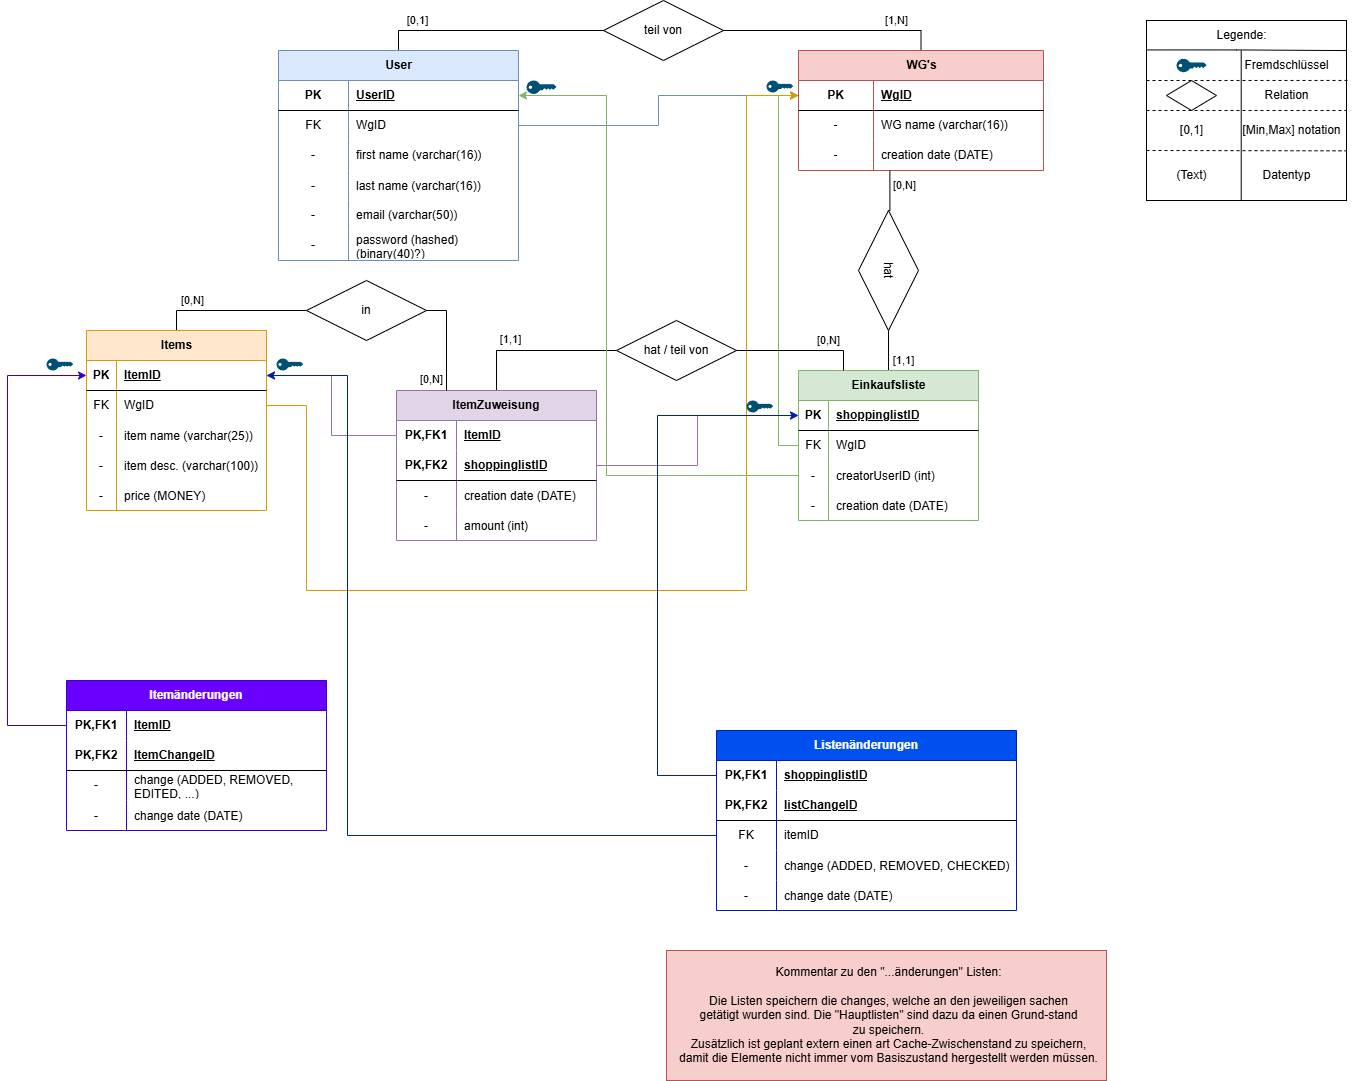 [0,1]
teil von
[1,N]
User
PK
UserID
FK
WgID
-
first name (varchar(16))
-
last name (varchar(16))
-
email (varchar(50))
-
password (hashed)
(binary(40)?)
WG's
PK
WgID
-
WG name (varchar(16))
-
creation date (DATE)
Legende:
Fremdschlüssel
Relation
[0,1]
[Min,Max] notation
(Text)
Datentyp
[0,N]
hat
[1,1]
[0,N]
in
[0,N]
[1,1]
hat / teil von
[0,N]
Items
PK
ItemID
FK
WgID
-
item name (varchar(25))
-
item desc. (varchar(100))
-
price (MONEY)
ItemZuweisung
PK,FK1
ItemID
PK,FK2
shoppinglistID
-
creation date (DATE)
-
amount (int)
Einkaufsliste
PK
shoppinglistID
FK
WgID
-
creatorUserID (int)
-
creation date (DATE)
Itemänderungen
PK,FK1
ItemID
PK,FK2
ItemChangeID
-
change (ADDED, REMOVED,
EDITED, ...)
-
change date (DATE)
Listenänderungen
PK,FK1
shoppinglistID
PK,FK2
listChangeID
FK
itemID
-
change (ADDED, REMOVED, CHECKED)
-
change date (DATE)
Kommentar zu den "...änderungen" Listen:
Die Listen speichern die changes, welche an den jeweiligen sachen
getätigt wurden sind. Die "Hauptlisten" sind dazu da einen Grund-stand
zu speichern.
Zusätzlich ist geplant extern einen art Cache-Zwischenstand zu speichern,
damit die Elemente nicht immer vom Basiszustand hergestellt werden müssen.